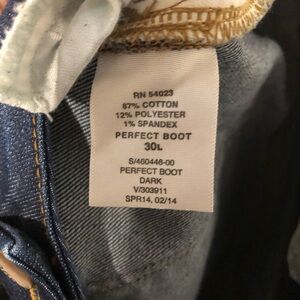 RN 54023
87% COTTON
12% POLYESTER
1% SPANDEX
PERFECT BOOT
30L
S/460446-00
PERFECT BOOT
DARK
V/303911
SPR14, 02/14